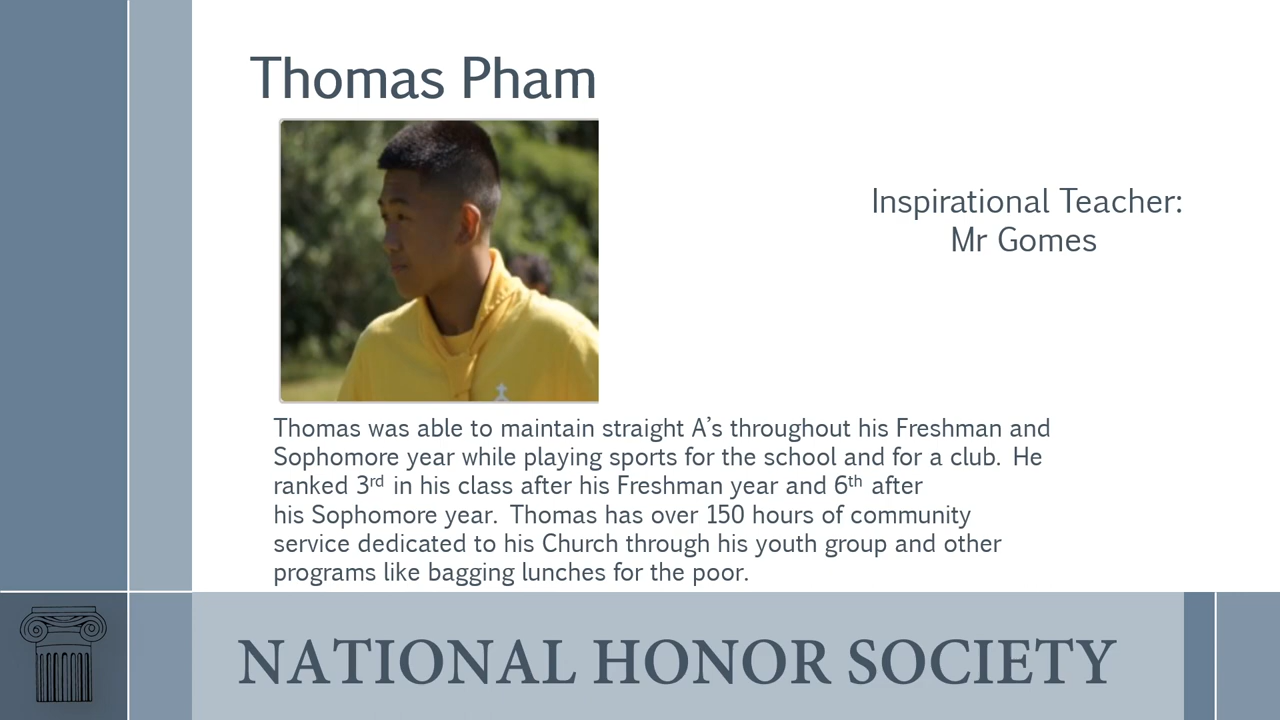 Thomas Pham
Inspirational Teacher:
Mr Gomes
Thomas was able to maintain straight A’s throughout his Freshman and
Sophomore year while playing sports for the school and for a club.  He
ranked 3rd in his class after his Freshman year and 6th after
his Sophomore year.  Thomas has over 150 hours of community
service dedicated to his Church through his youth group and other
programs like bagging lunches for the poor.
NATIONAL HONOR SOCIETY